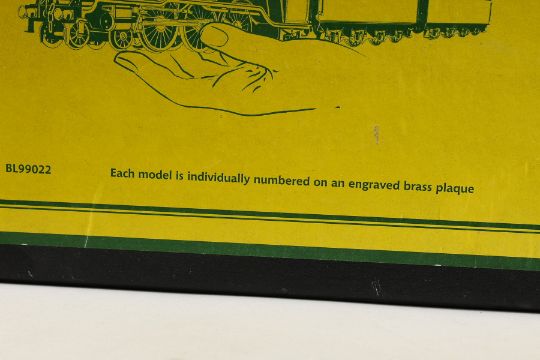 BL99022 Each model is individually numbered on an engraved brass plaque